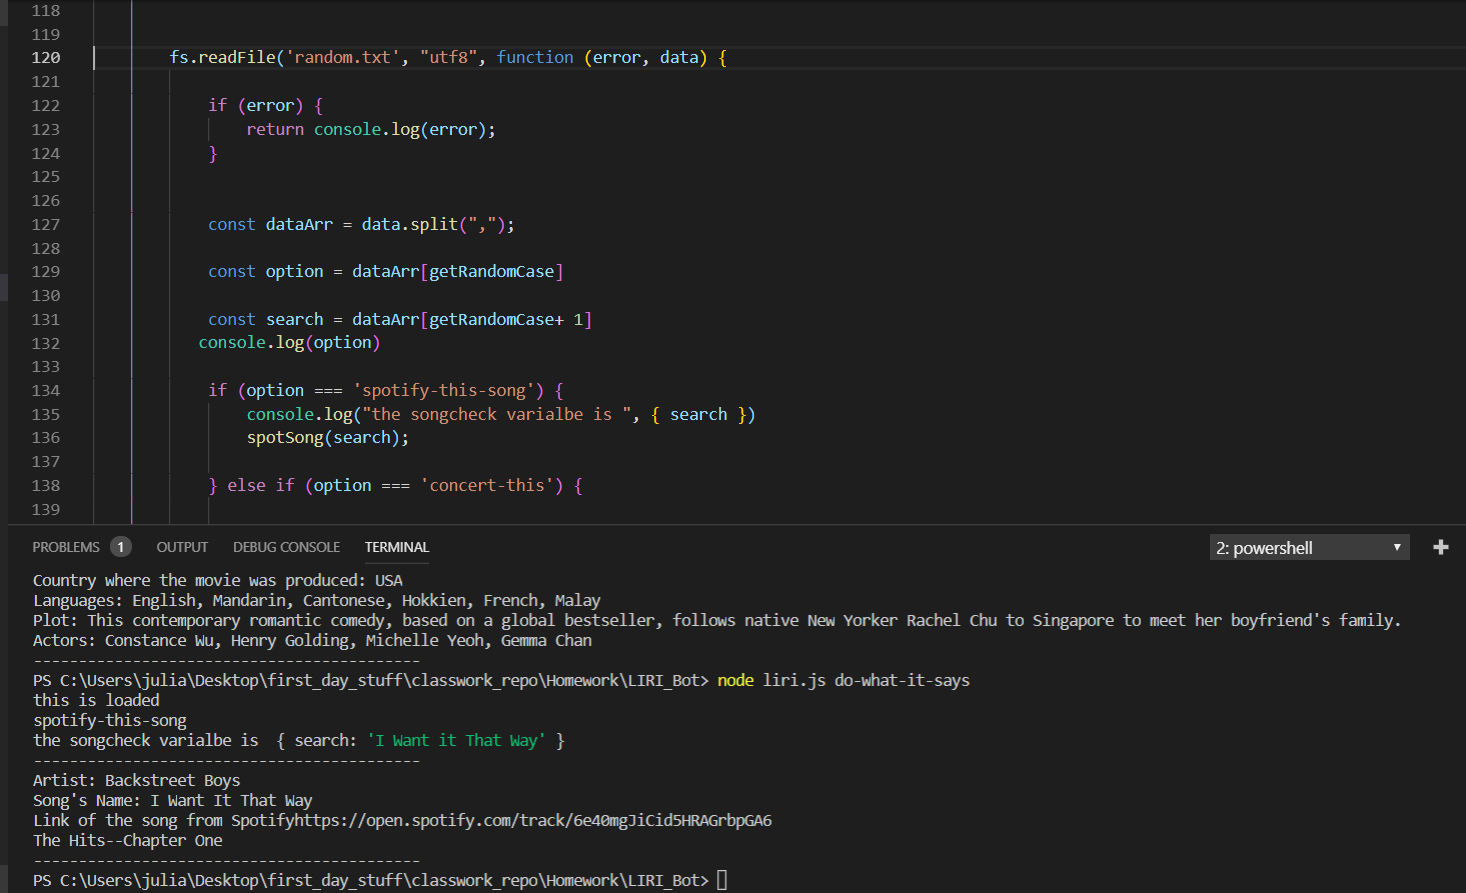 118
119
120 fs.readFile('random.txt', "utf8", function (error, data) {
121
122 if (error) {
123 return console.log(error);
124 }
125
126
127 const dataArr = data.split(",");
128
129 const option = dataArr[getRandomCase]
130
131 const search = dataArr[getRandomCase+ 1]
132 console.log(option)
133
134 if (option === 'spotify-this-song') {
135 console.log("the songcheck varialbe is ", { search })
136 spotSong(search);
137
138 } else if (option === 'concert-this') {
139
PROBLEMS 1 OUTPUT DEBUG CONSOLE TERMINAL 2: powershell
Country where the movie was produced: USA
Languages: English, Mandarin, Cantonese, Hokkien, French, Malay
Plot: This contemporary romantic comedy, based on a global bestseller, follows native New Yorker Rachel Chu to Singapore to meet her boyfriend's family.
Actors: Constance Wu, Henry Golding, Michelle Yeoh, Gemma Chan
-------------------------------------------
PS C:\Users\julia\Desktop\first_day_stuff\classwork_repo\Homework\LIRI_Bot> node liri.js do-what-it-says
this is loaded
spotify-this-song
the songcheck varialbe is  { search: 'I Want it That Way' }
-------------------------------------------
Artist: Backstreet Boys
Song's Name: I Want It That Way
Link of the song from Spotifyhttps://open.spotify.com/track/6e40mgJiCid5HRAGrbpGA6
The Hits--Chapter One
-------------------------------------------
PS C:\Users\julia\Desktop\first_day_stuff\classwork_repo\Homework\LIRI_Bot>